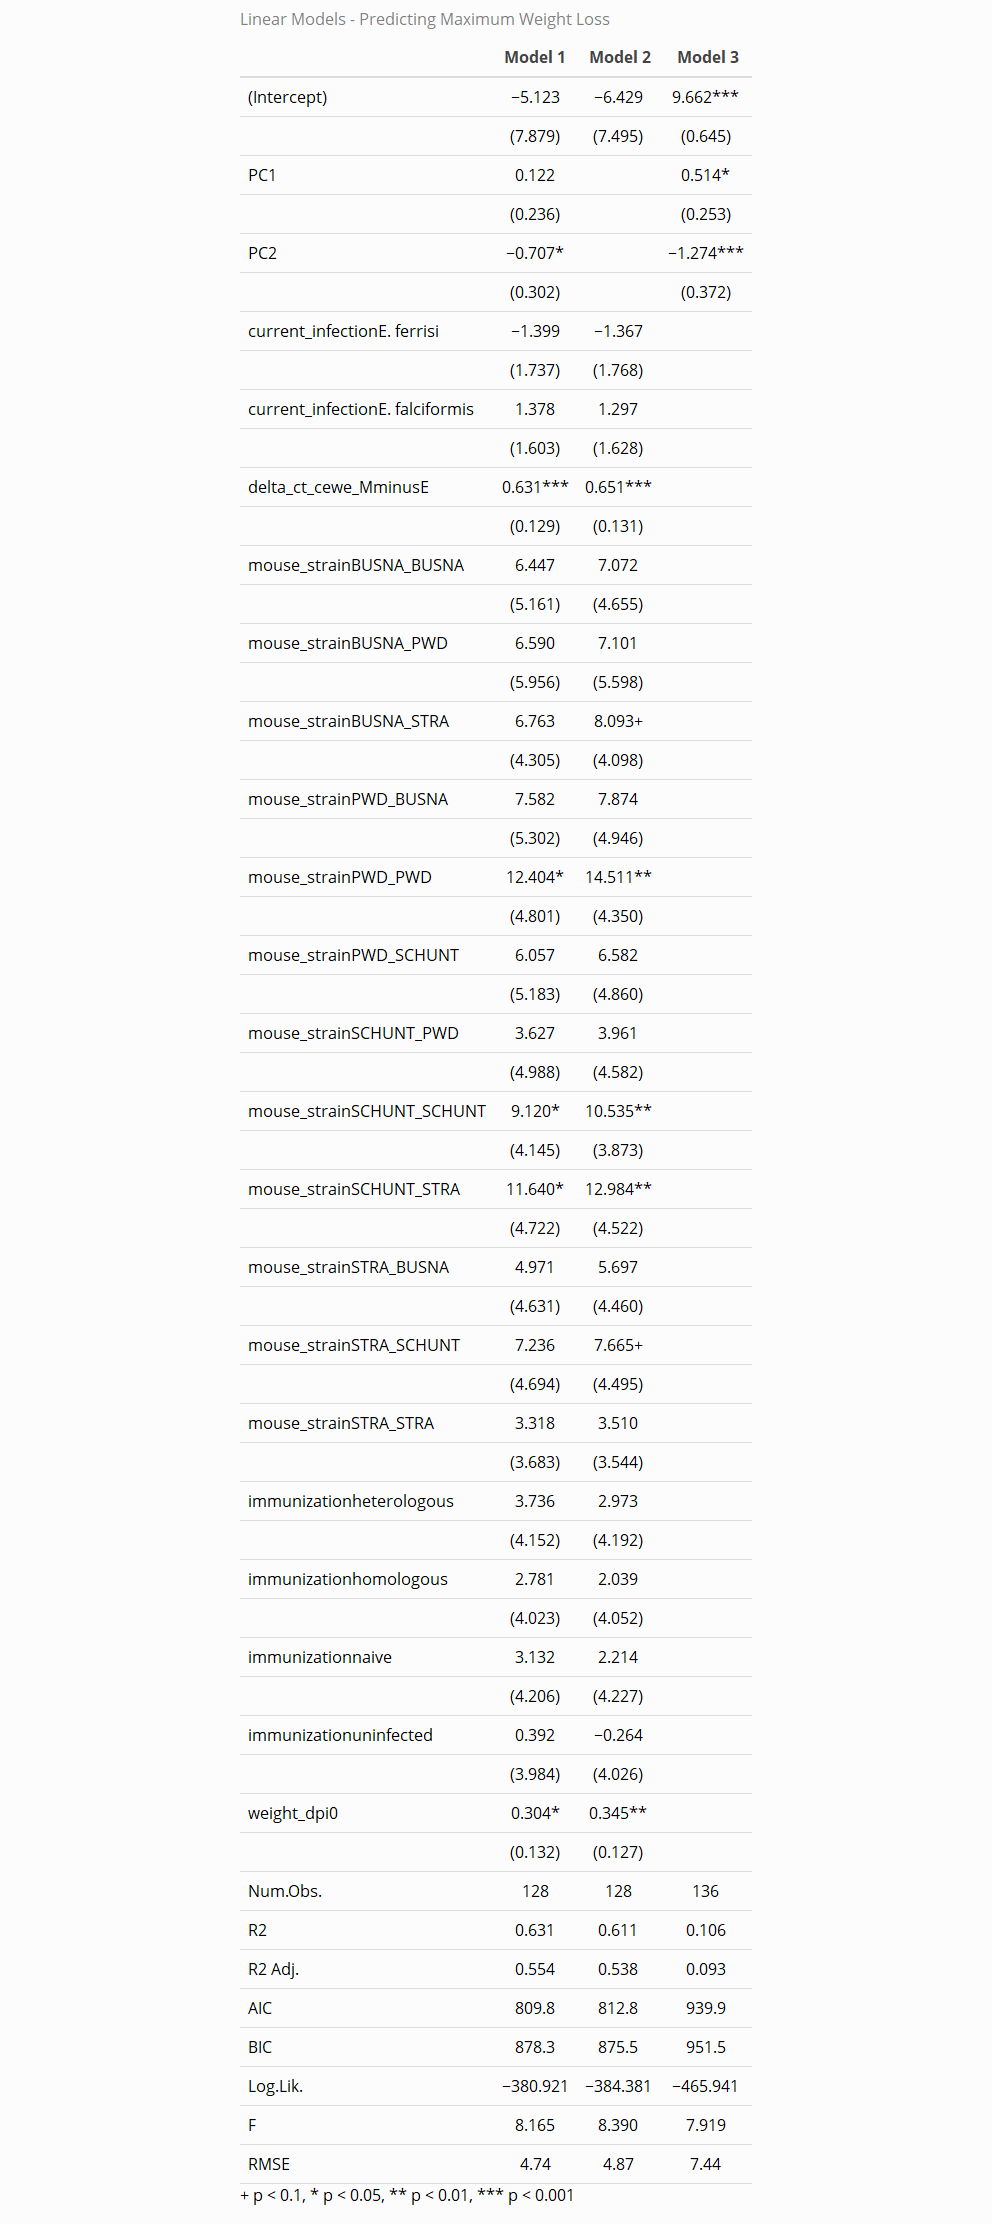 Linear Models - Predicting Maximum Weight Loss
Model 1 Model 2 Model 3
(Intercept) −5.123 −6.429 9.662***
(7.879) (7.495) (0.645)
PC1 0.122 0.514*
(0.236) (0.253)
PC2 −0.707* −1.274***
(0.302) (0.372)
current_infectionE. ferrisi −1.399 −1.367
(1.737) (1.768)
current_infectionE. falciformis 1.378 1.297
(1.603) (1.628)
delta_ct_cewe_MminusE 0.631*** 0.651***
(0.129) (0.131)
mouse_strainBUSNA_BUSNA 6.447 7.072
(5.161) (4.655)
mouse_strainBUSNA_PWD 6.590 7.101
(5.956) (5.598)
mouse_strainBUSNA_STRA 6.763 8.093+
(4.305) (4.098)
mouse_strainPWD_BUSNA 7.582 7.874
(5.302) (4.946)
mouse_strainPWD_PWD 12.404* 14.511**
(4.801) (4.350)
mouse_strainPWD_SCHUNT 6.057 6.582
(5.183) (4.860)
mouse_strainSCHUNT_PWD 3.627 3.961
(4.988) (4.582)
mouse_strainSCHUNT_SCHUNT 9.120* 10.535**
(4.145) (3.873)
mouse_strainSCHUNT_STRA 11.640* 12.984**
(4.722) (4.522)
mouse_strainSTRA_BUSNA 4.971 5.697
(4.631) (4.460)
mouse_strainSTRA_SCHUNT 7.236 7.665+
(4.694) (4.495)
mouse_strainSTRA_STRA 3.318 3.510
(3.683) (3.544)
immunizationheterologous 3.736 2.973
(4.152) (4.192)
immunizationhomologous 2.781 2.039
(4.023) (4.052)
immunizationnaive 3.132 2.214
(4.206) (4.227)
immunizationuninfected 0.392 −0.264
(3.984) (4.026)
weight_dpi0 0.304* 0.345**
(0.132) (0.127)
Num.Obs. 128 128 136
R2 0.631 0.611 0.106
R2 Adj. 0.554 0.538 0.093
AIC 809.8 812.8 939.9
BIC 878.3 875.5 951.5
Log.Lik. −380.921 −384.381 −465.941
F 8.165 8.390 7.919
RMSE 4.74 4.87 7.44
+ p < 0.1, * p < 0.05, ** p < 0.01, *** p < 0.001